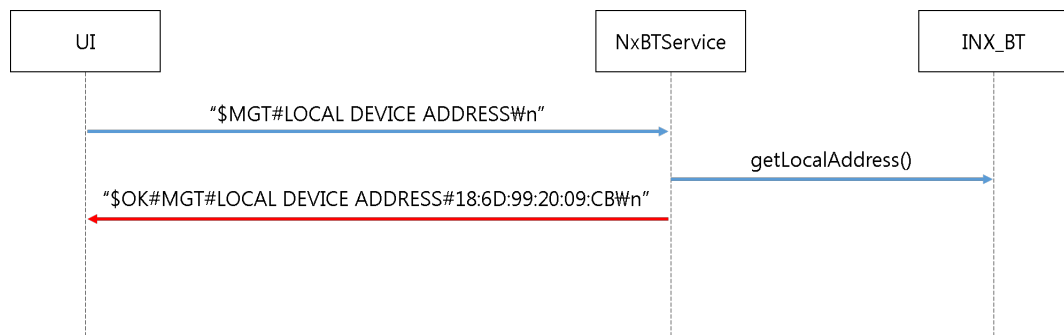 UI
NxBTService
INX_BT
“$MGT#LOCAL DEVICE ADDRESS₩n”
getLocalAddress()
“$OK#MGT#LOCAL DEVICE ADDRESS#18:6D:99:20:09:CB₩n”